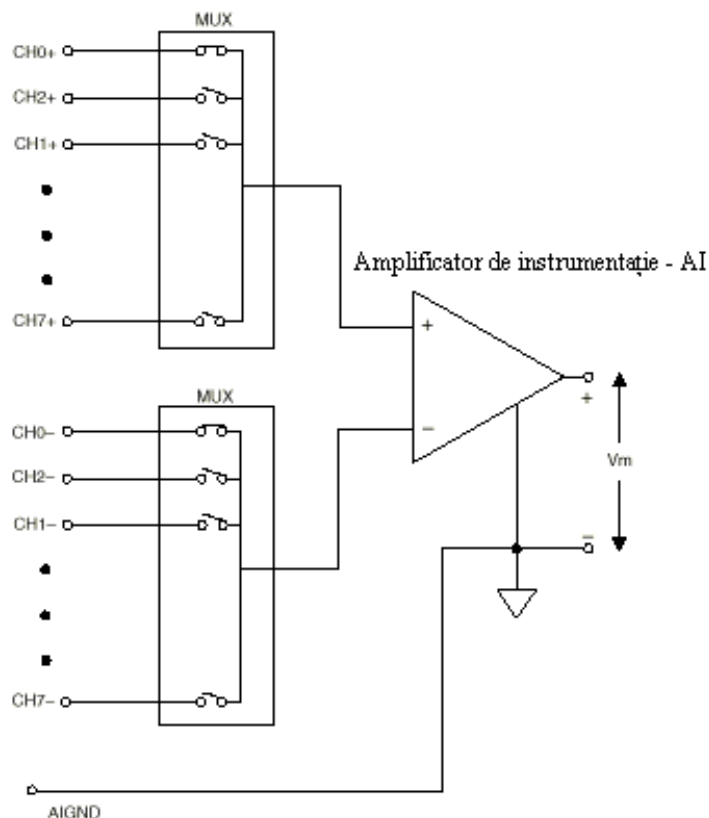 MUX
CH0+
CH2+
CH1+
CH7+
Amplificator de instrumentație - AI
+
−
+
Vm
−
MUX
CH0−
CH2−
CH1−
CH7−
AIGND